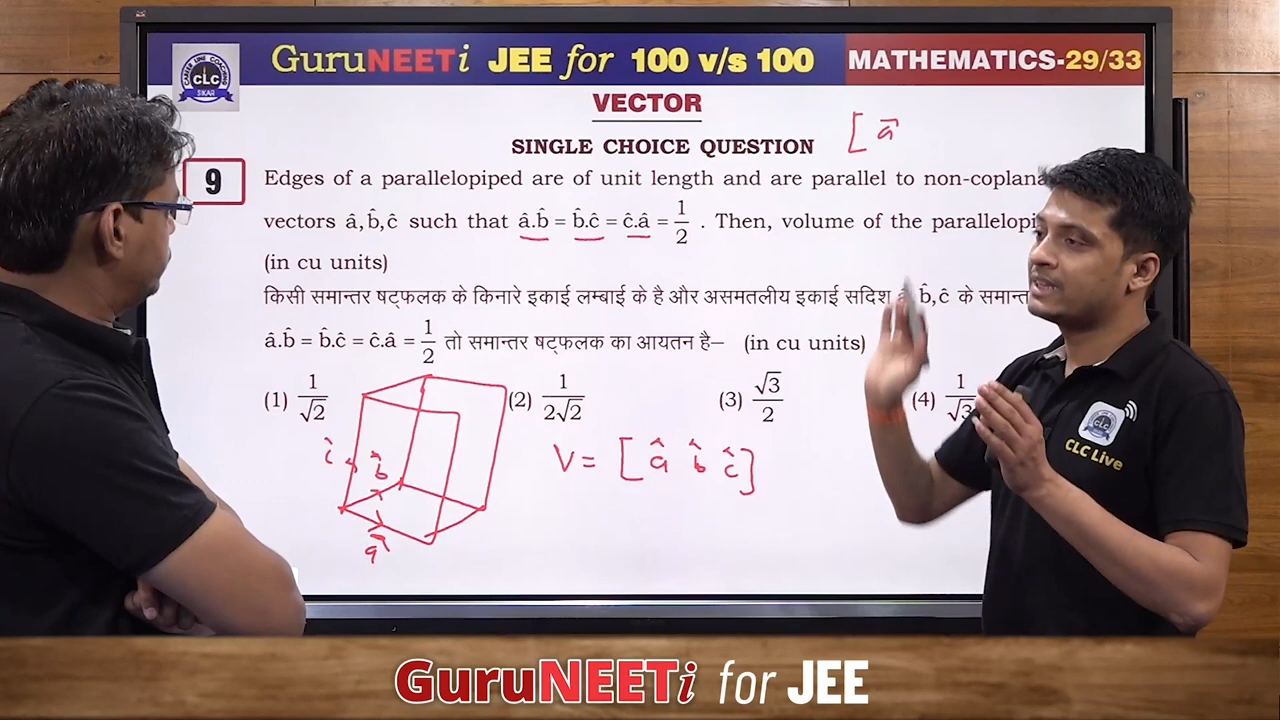 GuruNEETi JEE for 100 v/s 100 MATHEMATICS-29/33
CLC
SIKAR
VECTOR
SINGLE CHOICE QUESTION
[ a⃗
9
Edges of a parallelopiped are of unit length and are parallel to
vectors â, b̂, ĉ such that â.b̂ = b̂.ĉ = ĉ.â = 1/2 . Then, volume of the
(in cu units)
किसी समान्तर षट्फलक के किनारे इकाई लम्बाई के है और असमतलीय इकाई सदिश b̂, ĉ के
â.b̂ = b̂.ĉ = ĉ.â = 1/2 तो समान्तर षट्फलक का आयतन है– (in cu units)
(1) 1/√2 (2) 1/2√2 (3) √3/2 (4) 1/√3
V = [ â b̂ ĉ ]
b̂
a⃗
CLC
CLC Live
GuruNEETi for JEE